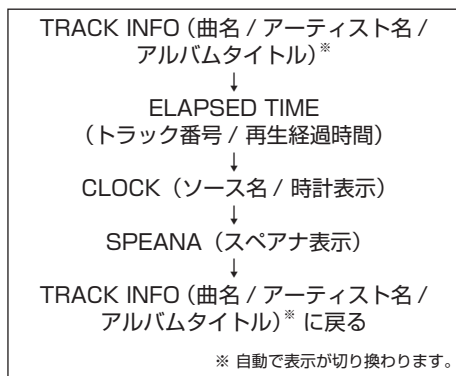 TRACK INFO（曲名 / アーティスト名 /
アルバムタイトル）※
↓
ELAPSED TIME
（トラック番号 / 再生経過時間）
↓
CLOCK（ソース名 / 時計表示）
↓
SPEANA（スペアナ表示）
↓
TRACK INFO（曲名 / アーティスト名 /
アルバムタイトル）※ に戻る
※ 自動で表示が切り換わります。